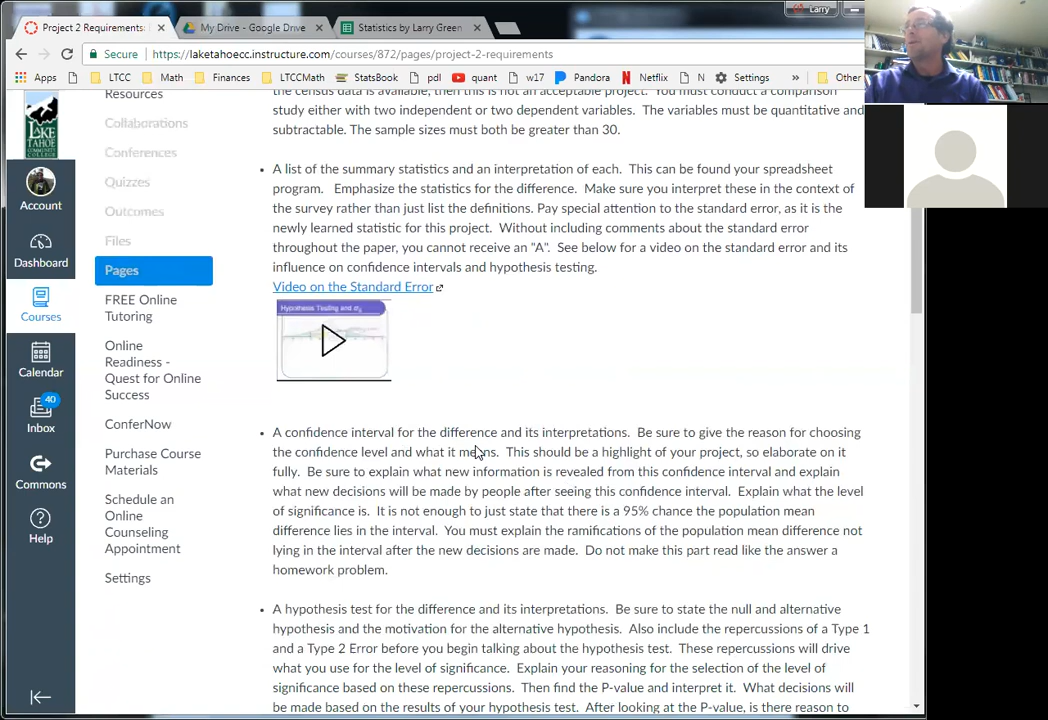 Project 2 Requirements:
My Drive - Google Drive
Statistics by Larry Green
Larry
Secure
https://laketahoecc.instructure.com/courses/872/pages/project-2-requirements
Apps
LTCC
Math
Finances
LTCCMath
StatsBook
pdl
quant
w17
Pandora
Netflix
N
Settings
»
Other
LAKE
TAHOE
Account
Dashboard
Courses
Calendar
40
Inbox
Commons
Help
Resources
Collaborations
Conferences
Quizzes
Outcomes
Files
Pages
FREE Online
Tutoring
Online
Readiness -
Quest for Online
Success
ConferNow
Purchase Course
Materials
Schedule an
Online
Counseling
Appointment
Settings
the census data is available, then this is not an acceptable project. You must conduct a comparison
study either with two independent or two dependent variables. The variables must be quantitative and
subtractable. The sample sizes must both be greater than 30.
A list of the summary statistics and an interpretation of each. This can be found your spreadsheet
program. Emphasize the statistics for the difference. Make sure you interpret these in the context of
the survey rather than just list the definitions. Pay special attention to the standard error, as it is the
newly learned statistic for this project. Without including comments about the standard error
throughout the paper, you cannot receive an "A". See below for a video on the standard error and its
influence on confidence intervals and hypothesis testing.
Video on the Standard Error
Hypothesis Testing and
A confidence interval for the difference and its interpretations. Be sure to give the reason for choosing
the confidence level and what it means. This should be a highlight of your project, so elaborate on it
fully. Be sure to explain what new information is revealed from this confidence interval and explain
what new decisions will be made by people after seeing this confidence interval. Explain what the level
of significance is. It is not enough to just state that there is a 95% chance the population mean
difference lies in the interval. You must explain the ramifications of the population mean difference not
lying in the interval after the new decisions are made. Do not make this part read like the answer a
homework problem.
A hypothesis test for the difference and its interpretations. Be sure to state the null and alternative
hypothesis and the motivation for the alternative hypothesis. Also include the repercussions of a Type 1
and a Type 2 Error before you begin talking about the hypothesis test. These repercussions will drive
what you use for the level of significance. Explain your reasoning for the selection of the level of
significance based on these repercussions. Then find the P-value and interpret it. What decisions will
be made based on the results of your hypothesis test. After looking at the P-value, is there reason to